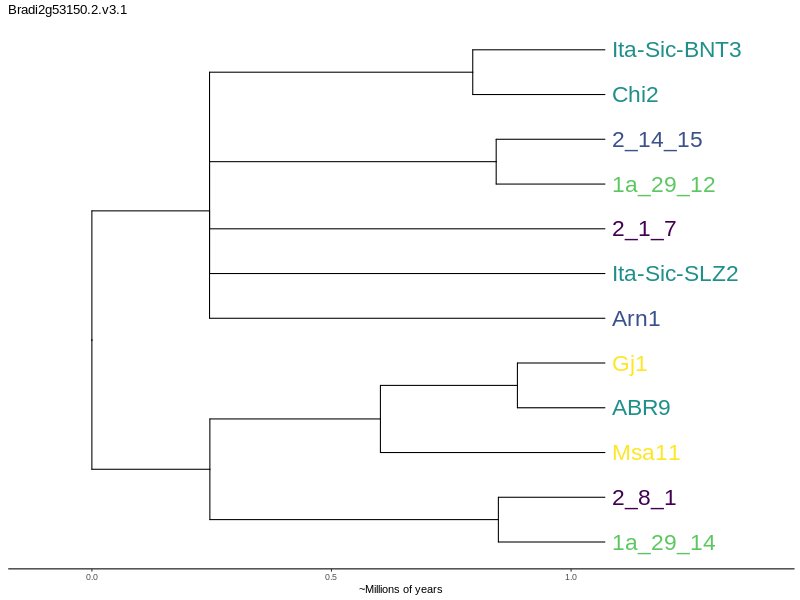 Bradi2g53150.2.v3.1
Ita-Sic-BNT3
Chi2
2_14_15
1a_29_12
2_1_7
Ita-Sic-SLZ2
Arn1
Gj1
ABR9
Msa11
2_8_1
1a_29_14
0.0 0.5 1.0
~Millions of years